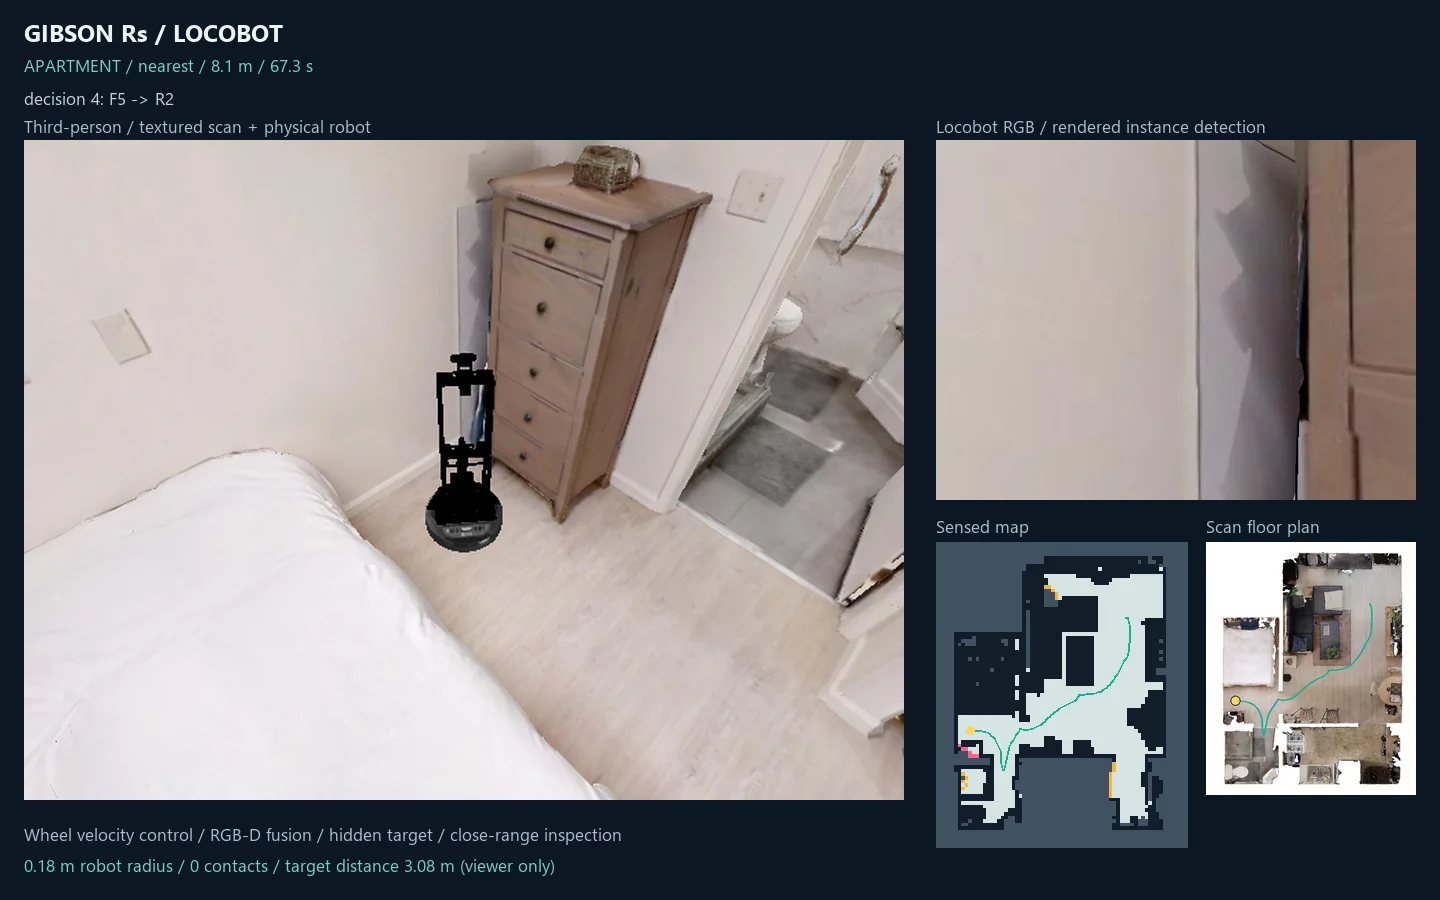 GIBSON Rs / LOCOBOT
APARTMENT / nearest / 8.1 m / 67.3 s
decision 4: F5 -> R2
Third-person / textured scan + physical robot
Locobot RGB / rendered instance detection
Sensed map
Scan floor plan
Wheel velocity control / RGB-D fusion / hidden target / close-range inspection
0.18 m robot radius / 0 contacts / target distance 3.08 m (viewer only)